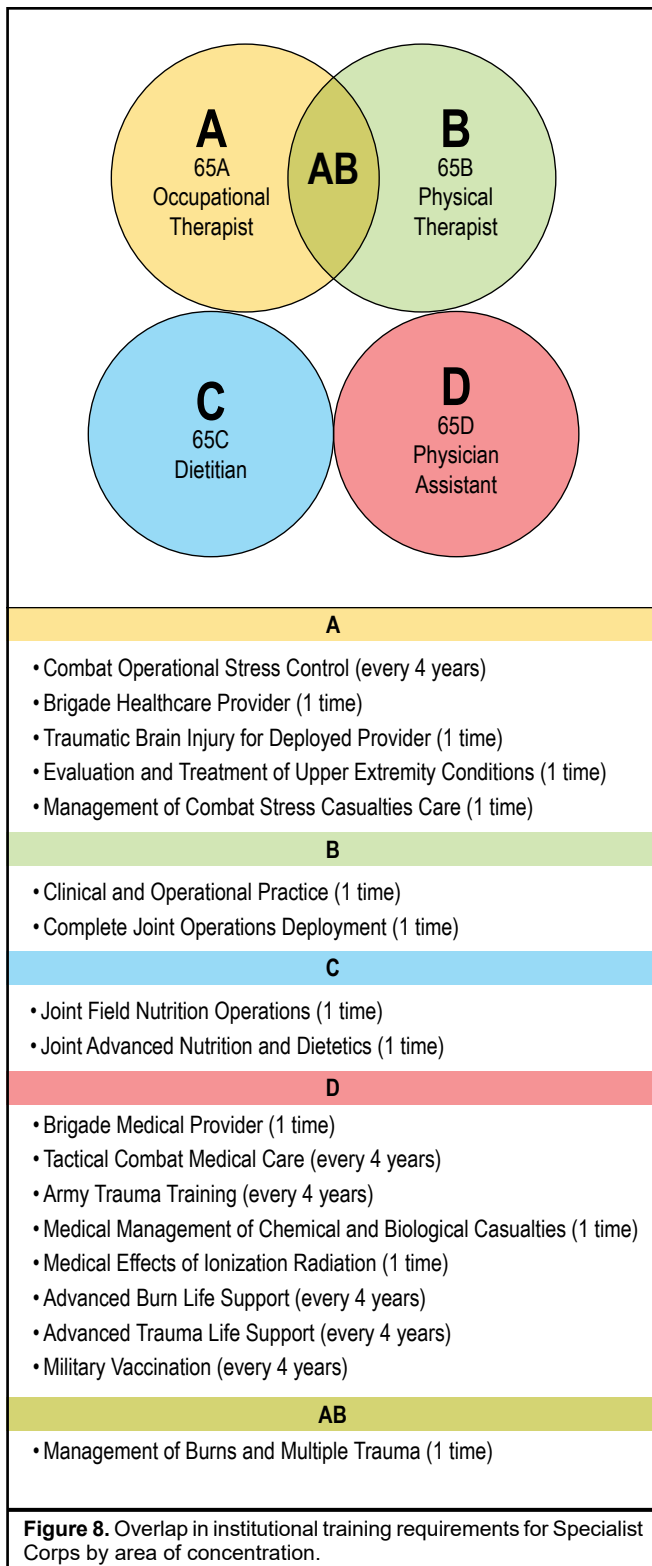 A
65A
Occupational
Therapist
AB
B
65B
Physical
Therapist
C
65C
Dietitian
D
65D
Physician
Assistant
A
• Combat Operational Stress Control (every 4 years)
• Brigade Healthcare Provider (1 time)
• Traumatic Brain Injury for Deployed Provider (1 time)
• Evaluation and Treatment of Upper Extremity Conditions (1 time)
• Management of Combat Stress Casualties Care (1 time)
B
• Clinical and Operational Practice (1 time)
• Complete Joint Operations Deployment (1 time)
C
• Joint Field Nutrition Operations (1 time)
• Joint Advanced Nutrition and Dietetics (1 time)
D
• Brigade Medical Provider (1 time)
• Tactical Combat Medical Care (every 4 years)
• Army Trauma Training (every 4 years)
• Medical Management of Chemical and Biological Casualties (1 time)
• Medical Effects of Ionization Radiation (1 time)
• Advanced Burn Life Support (every 4 years)
• Advanced Trauma Life Support (every 4 years)
• Military Vaccination (every 4 years)
AB
• Management of Burns and Multiple Trauma (1 time)
Figure 8. Overlap in institutional training requirements for Specialist
Corps by area of concentration.